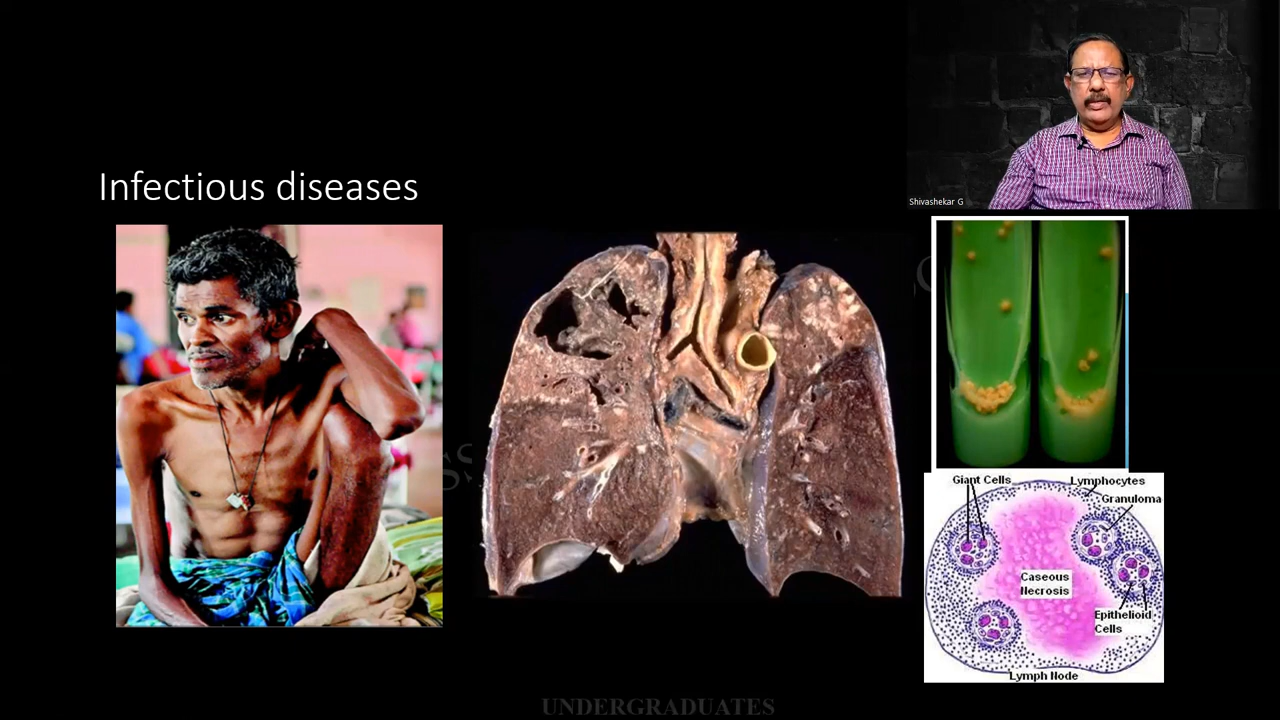 Shivashekar G
Infectious diseases
Giant Cells
Lymphocytes
Granuloma
Caseous
Necrosis
Epithelioid
Cells
Lymph Node
UNDERGRADUATES